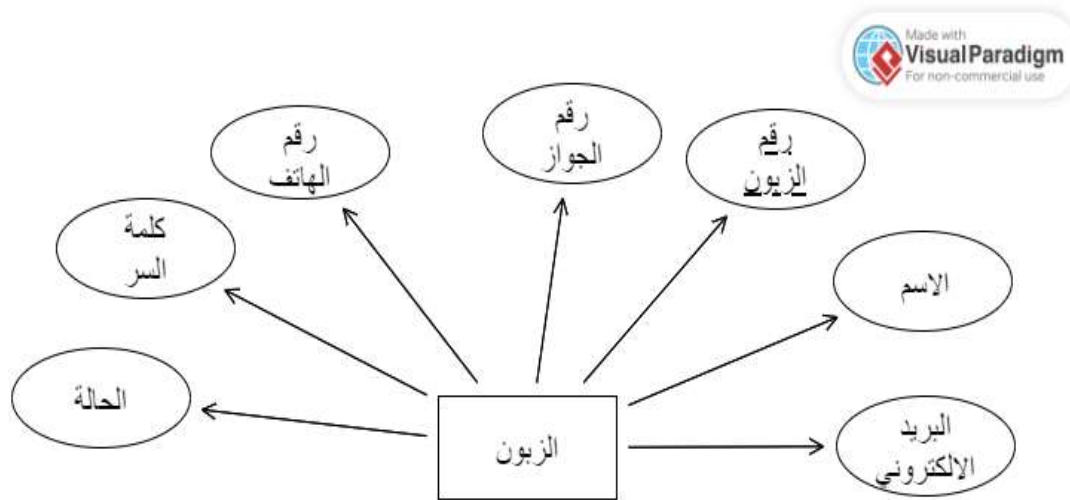 Made with
Visual Paradigm
For non-commercial use
رقم
الزبون
رقم
الجواز
رقم
الهاتف
كلمة
السر
الاسم
الحالة
البريد
الالكتروني
الزبون